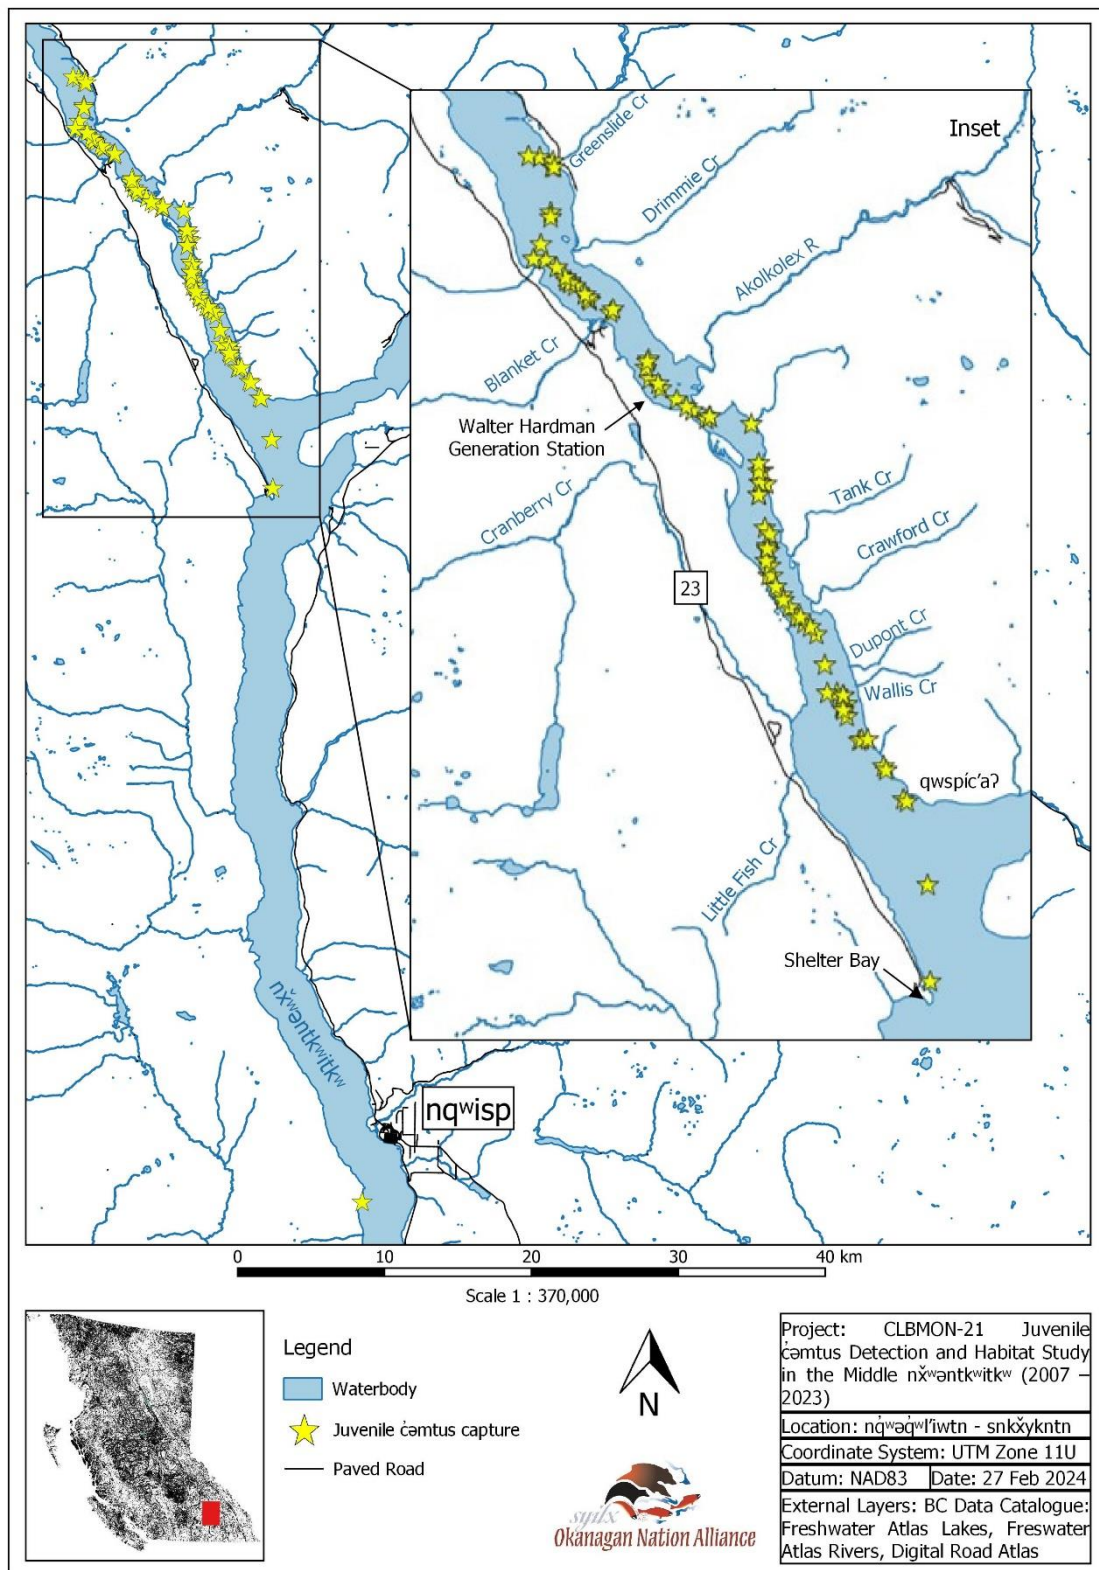 Inset
Greenslide Cr
Drimmie Cr
Akolkolex R
Blanket Cr
Walter Hardman
Generation Station
Cranberry Cr
Tank Cr
Crawford Cr
23
Dupont Cr
Wallis Cr
qwspíc'aʔ
Little Fish Cr
Shelter Bay
nx̌ʷəntkʷitkʷ
nqʷisp
0 10 20 30 40 km
Scale 1 : 370,000
Legend
Waterbody
Juvenile c̓əmtus capture
Paved Road
N
syilx
Okanagan Nation Alliance
Project: CLBMON-21 Juvenile
c̓əmtus Detection and Habitat Study
in the Middle nx̌ʷəntkʷitkʷ (2007 –
2023)
Location: nq̓ʷəq̓ʷl'iwtn - snkx̌ykntn
Coordinate System: UTM Zone 11U
Datum: NAD83 Date: 27 Feb 2024
External Layers: BC Data Catalogue:
Freshwater Atlas Lakes, Freswater
Atlas Rivers, Digital Road Atlas